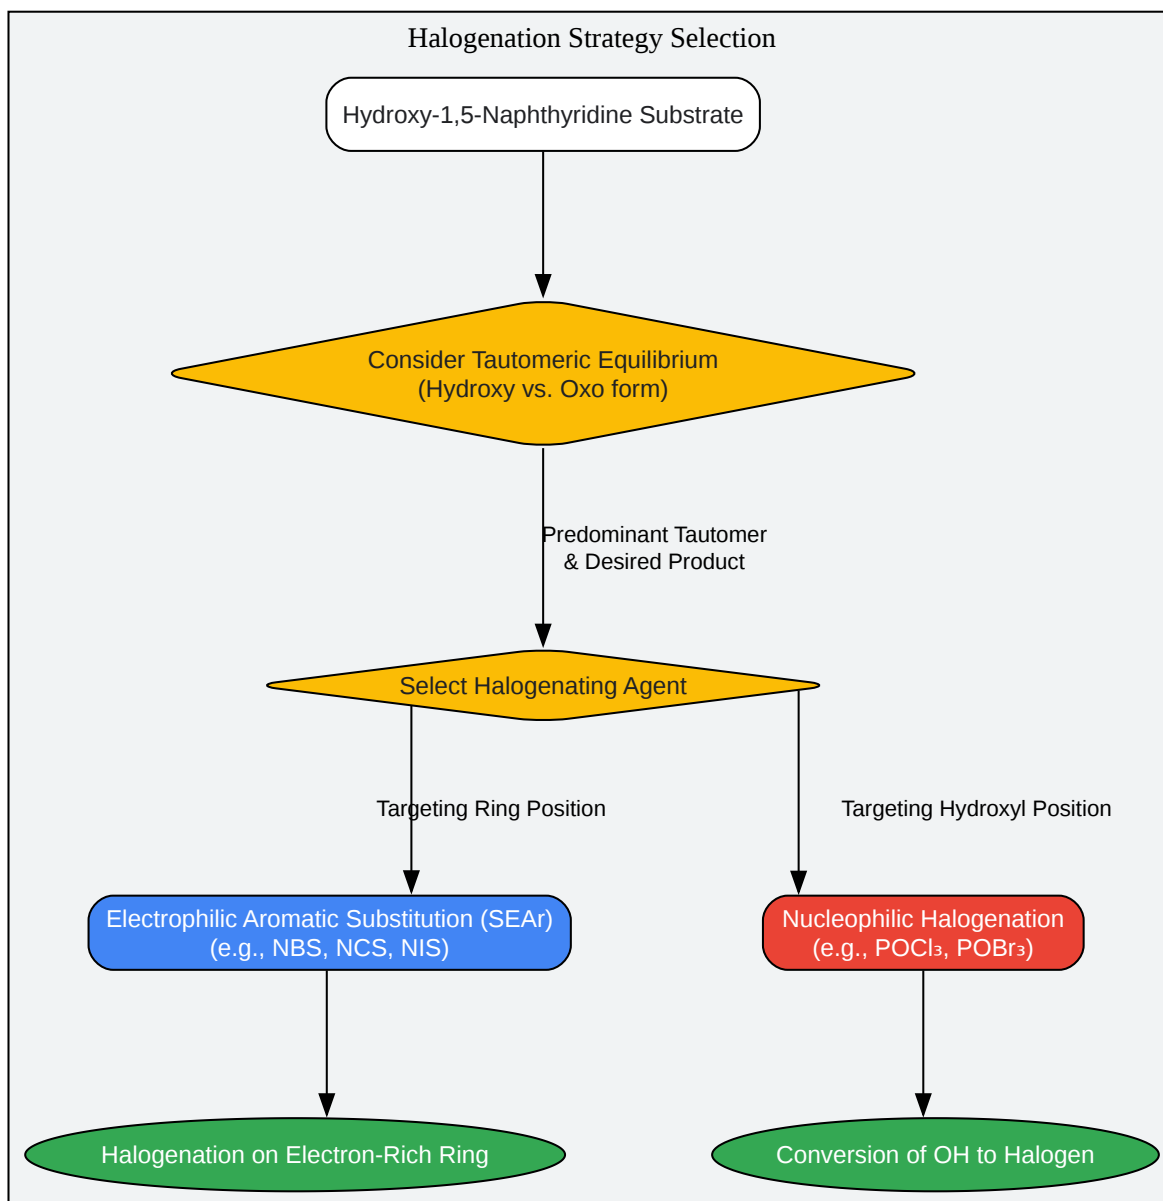 Halogenation Strategy Selection
Hydroxy-1,5-Naphthyridine Substrate
Consider Tautomeric Equilibrium
(Hydroxy vs. Oxo form)
Predominant Tautomer
& Desired Product
Select Halogenating Agent
Targeting Ring Position
Targeting Hydroxyl Position
Electrophilic Aromatic Substitution (SEAr)
(e.g., NBS, NCS, NIS)
Nucleophilic Halogenation
(e.g., POCl₃, POBr₃)
Halogenation on Electron-Rich Ring
Conversion of OH to Halogen